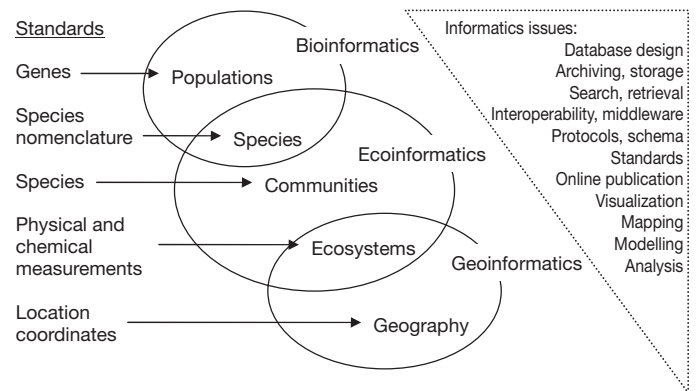 Standards
Genes
Species
nomenclature
Species
Physical and
chemical
measurements
Location
coordinates
Bioinformatics
Populations
Species
Ecoinformatics
Communities
Ecosystems
Geoinformatics
Geography
Informatics issues:
Database design
Archiving, storage
Search, retrieval
Interoperability, middleware
Protocols, schema
Standards
Online publication
Visualization
Mapping
Modelling
Analysis